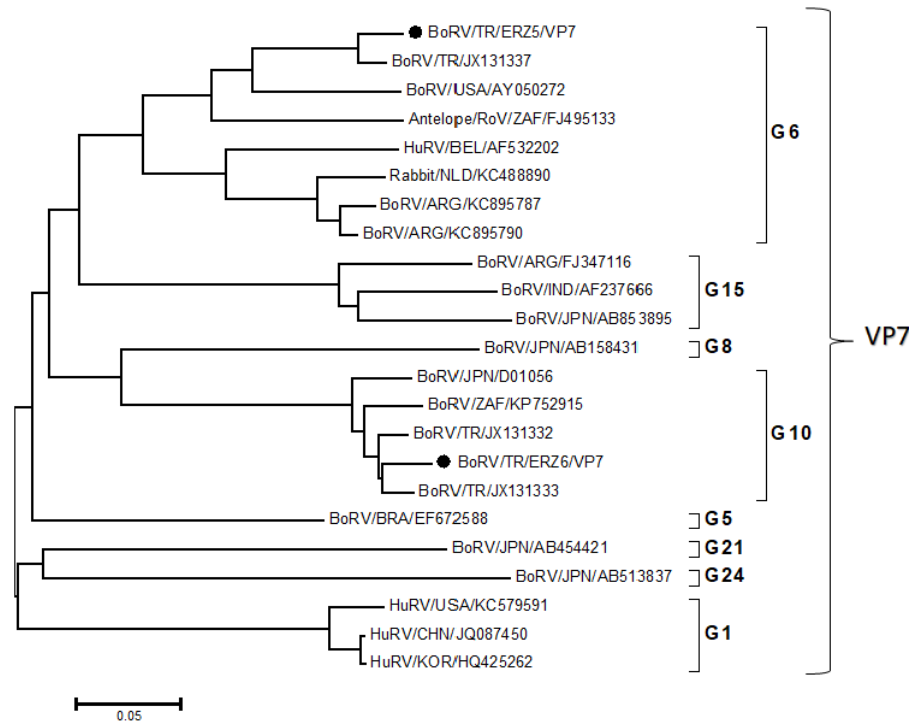 BoRV/TR/ERZ5/VP7
BoRV/TR/JX131337
BoRV/USA/AY050272
Antelope/RoV/ZAF/FJ495133
HuRV/BEL/AF532202
Rabbit/NLD/KC488890
BoRV/ARG/KC895787
BoRV/ARG/KC895790
G6
BoRV/ARG/FJ347116
BoRV/IND/AF237666
BoRV/JPN/AB853895
G15
BoRV/JPN/AB158431
G8
VP7
BoRV/JPN/D01056
BoRV/ZAF/KP752915
BoRV/TR/JX131332
BoRV/TR/ERZ6/VP7
BoRV/TR/JX131333
G10
BoRV/BRA/EF672588
G5
BoRV/JPN/AB454421
G21
BoRV/JPN/AB513837
G24
HuRV/USA/KC579591
HuRV/CHN/JQ087450
HuRV/KOR/HQ425262
G1
0.05